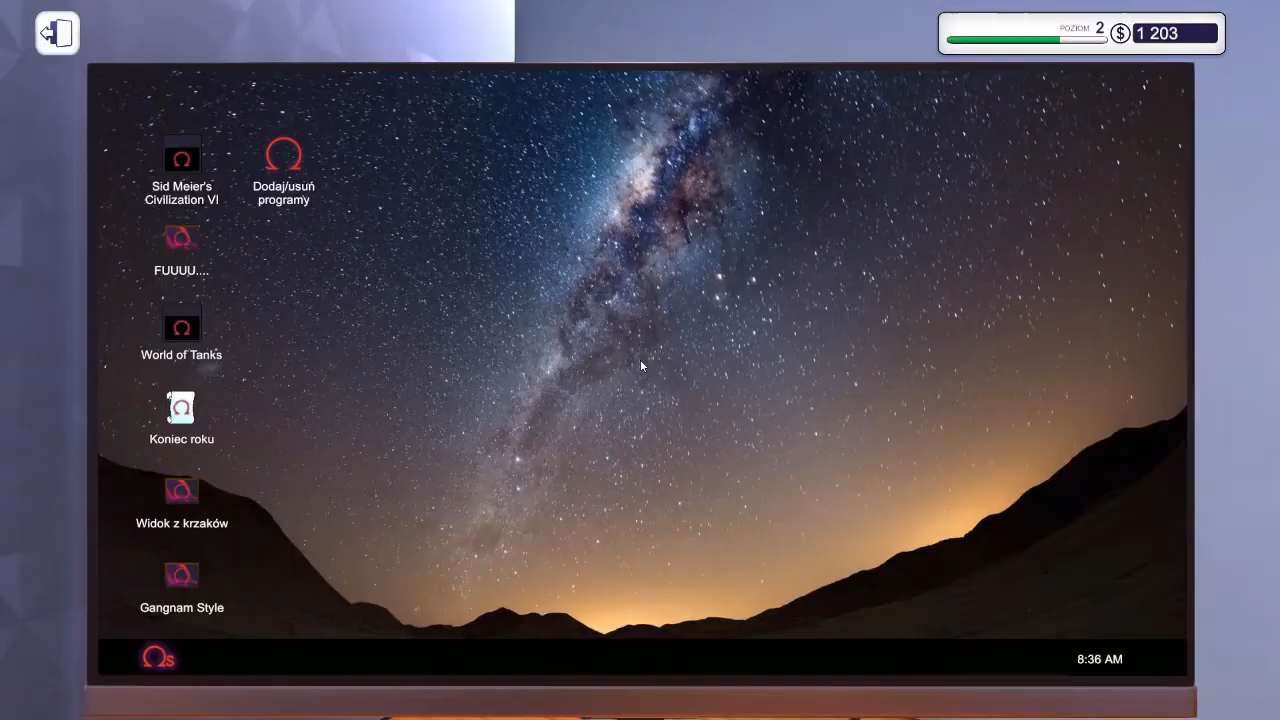 POZIOM 2
$ 1 203
Sid Meier's
Civilization VI
Dodaj/usuń
programy
FUUUU....
World of Tanks
Koniec roku
Widok z krzaków
Gangnam Style
Ωs
8:36 AM